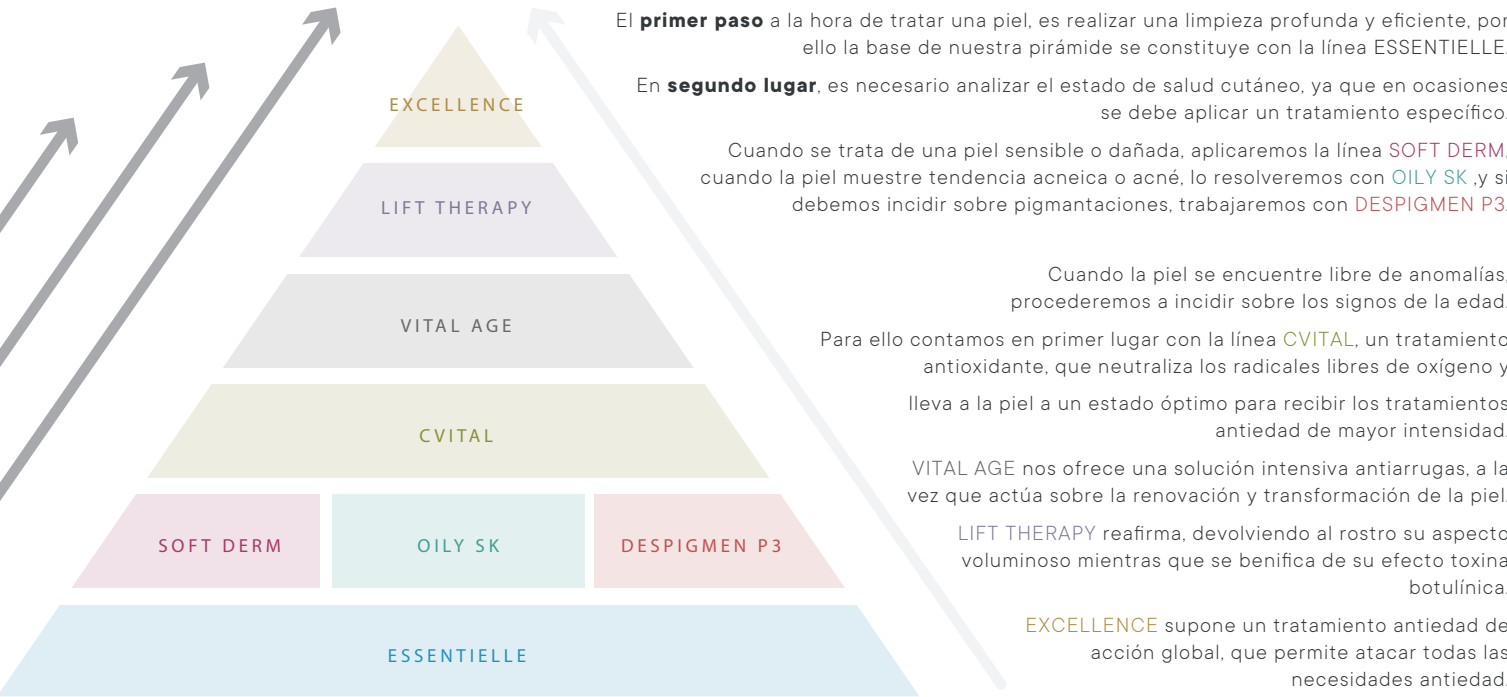 EXCELLENCE
LIFT THERAPY
VITAL AGE
CVITAL
SOFT DERM
OILY SK
DESPIGMEN P3
ESSENTIELLE
El primer paso a la hora de tratar una piel, es realizar una limpieza profunda y eficiente, por
ello la base de nuestra pirámide se constituye con la línea ESSENTIELLE.
En segundo lugar, es necesario analizar el estado de salud cutáneo, ya que en ocasiones
se debe aplicar un tratamiento específico.
Cuando se trata de una piel sensible o dañada, aplicaremos la línea SOFT DERM,
cuando la piel muestre tendencia acneica o acné, lo resolveremos con OILY SK ,y si
debemos incidir sobre pigmantaciones, trabajaremos con DESPIGMEN P3.
Cuando la piel se encuentre libre de anomalías,
procederemos a incidir sobre los signos de la edad.
Para ello contamos en primer lugar con la línea CVITAL, un tratamiento
antioxidante, que neutraliza los radicales libres de oxígeno y
lleva a la piel a un estado óptimo para recibir los tratamientos
antiedad de mayor intensidad.
VITAL AGE nos ofrece una solución intensiva antiarrugas, a la
vez que actúa sobre la renovación y transformación de la piel.
LIFT THERAPY reafirma, devolviendo al rostro su aspecto
voluminoso mientras que se benifica de su efecto toxina
botulínica.
EXCELLENCE supone un tratamiento antiedad de
acción global, que permite atacar todas las
necesidades antiedad.